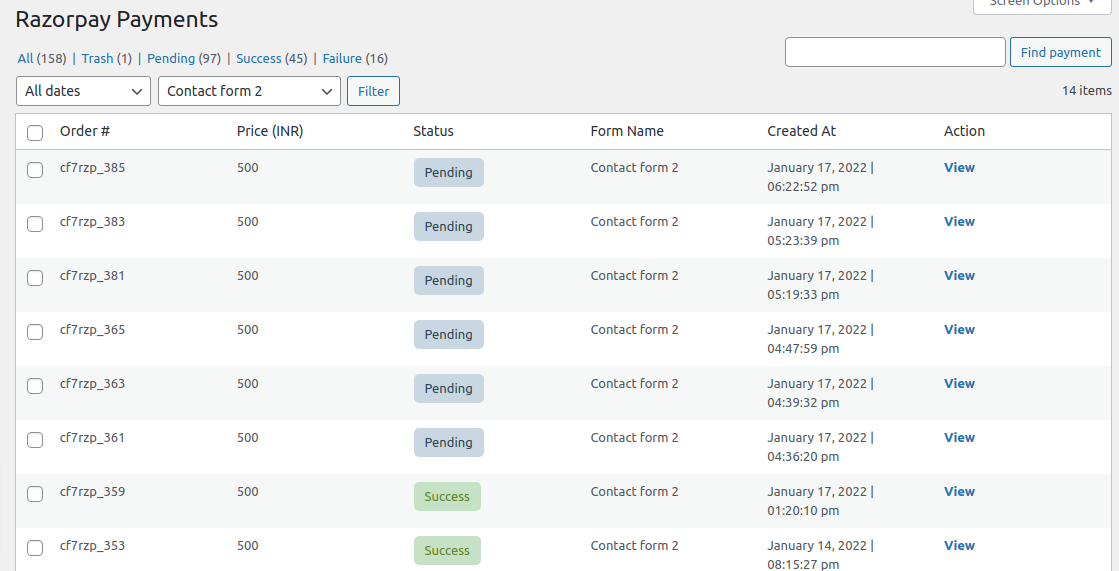 Screen Options
Razorpay Payments
All (158) | Trash (1) | Pending (97) | Success (45) | Failure (16)
Find payment
All dates Contact form 2 Filter 14 items
Order # Price (INR) Status Form Name Created At Action
cf7rzp_385 500 Pending Contact form 2 January 17, 2022 | View
06:22:52 pm
cf7rzp_383 500 Pending Contact form 2 January 17, 2022 | View
05:23:39 pm
cf7rzp_381 500 Pending Contact form 2 January 17, 2022 | View
05:19:33 pm
cf7rzp_365 500 Pending Contact form 2 January 17, 2022 | View
04:47:59 pm
cf7rzp_363 500 Pending Contact form 2 January 17, 2022 | View
04:39:32 pm
cf7rzp_361 500 Pending Contact form 2 January 17, 2022 | View
04:36:20 pm
cf7rzp_359 500 Success Contact form 2 January 17, 2022 | View
01:20:10 pm
cf7rzp_353 500 Success Contact form 2 January 14, 2022 | View
08:15:27 pm